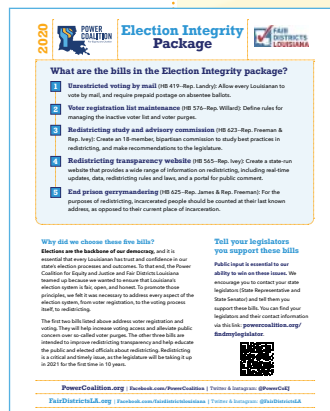 2020
POWER
COALITION
Election Integrity
Package
FAIR
DISTRICTS
LOUISIANA
What are the bills in the Election Integrity package?
1 Unrestricted voting by mail (HB 419–Rep. Landry): Allow every Louisianan to
vote by mail, and require prepaid postage on absentee ballots.
2 Voter registration list maintenance (HB 576–Rep. Willard): Define rules for
managing the inactive voter list and voter purges.
3 Redistricting study and advisory commission (HB 623–Rep. Freeman &
Rep. Ivey): Create an 18-member, bipartisan commission to study best practices in
redistricting, and make recommendations to the legislature.
4 Redistricting transparency website (HB 565–Rep. Ivey): Create a state-run
website that provides a wide range of information on redistricting, including real-time
updates, data, redistricting rules and laws, and a portal for public comment.
5 End prison gerrymandering (HB 625–Rep. James & Rep. Freeman): For the
purposes of redistricting, incarcerated people should be counted at their last known
address, as opposed to their current place of incarceration.
Why did we choose these five bills?
Elections are the backbone of our democracy, and it is
essential that every Louisianan has trust and confidence in our
state's election processes and outcomes. To that end, the Power
Coalition for Equity and Justice and Fair Districts Louisiana
teamed up because we wanted to ensure that Louisiana's
election system is fair, open, and honest. To promote those
principles, we felt it was necessary to address every aspect of the
election system, from voter registration, to the voting process
itself, to redistricting.
The first two bills listed above address voter registration and
voting. They will help increase voting access and alleviate public
concern over so-called voter purges. The other three bills are
intended to improve redistricting transparency and help educate
the public and elected officials about redistricting. Redistricting
is a critical and timely issue, as the legislature will be taking it up
in 2021 for the first time in 10 years.
Tell your legislators
you support these bills
Public input is essential to our
ability to win on these issues. We
encourage you to contact your state
legislators (State Representative and
State Senator) and tell them you
support these bills. You can find your
legislators and their contact information
via this link: powercoalition.org/
findmylegislator.
PowerCoalition.org | Facebook.com/PowerCoalition | Twitter & Instagram: @PowerCoEJ
FairDistrictsLA.org | Facebook.com/fairdistrictslouisiana | Twitter & Instagram: @FairDistrictsLA